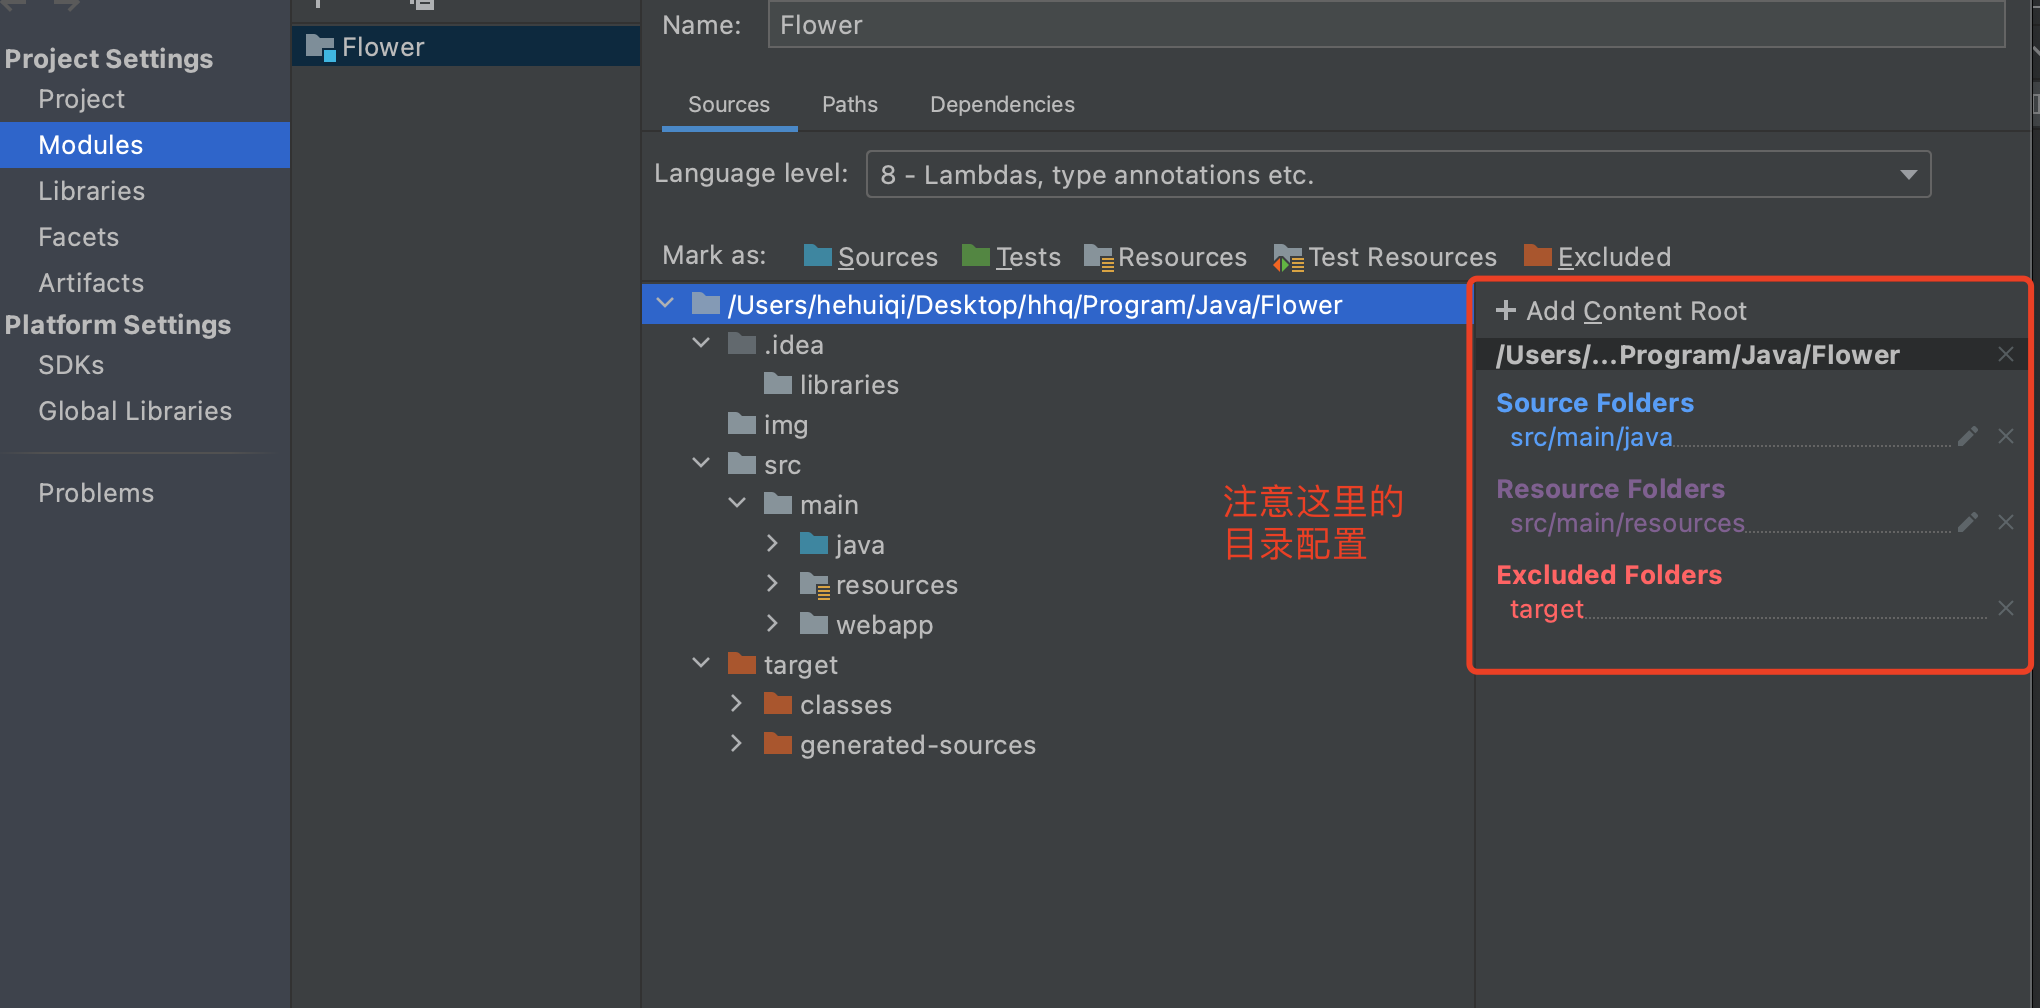 Project Settings
Project
Modules
Libraries
Facets
Artifacts
Platform Settings
SDKs
Global Libraries
Problems
Flower
Name: Flower
Sources Paths Dependencies
Language level: 8 - Lambdas, type annotations etc.
Mark as: Sources Tests Resources Test Resources Excluded
/Users/hehuiqi/Desktop/hhq/Program/Java/Flower
.idea
libraries
img
src
main
java
resources
webapp
target
classes
generated-sources
注意这里的
目录配置
Add Content Root
/Users/...Program/Java/Flower
Source Folders
src/main/java
Resource Folders
src/main/resources
Excluded Folders
target